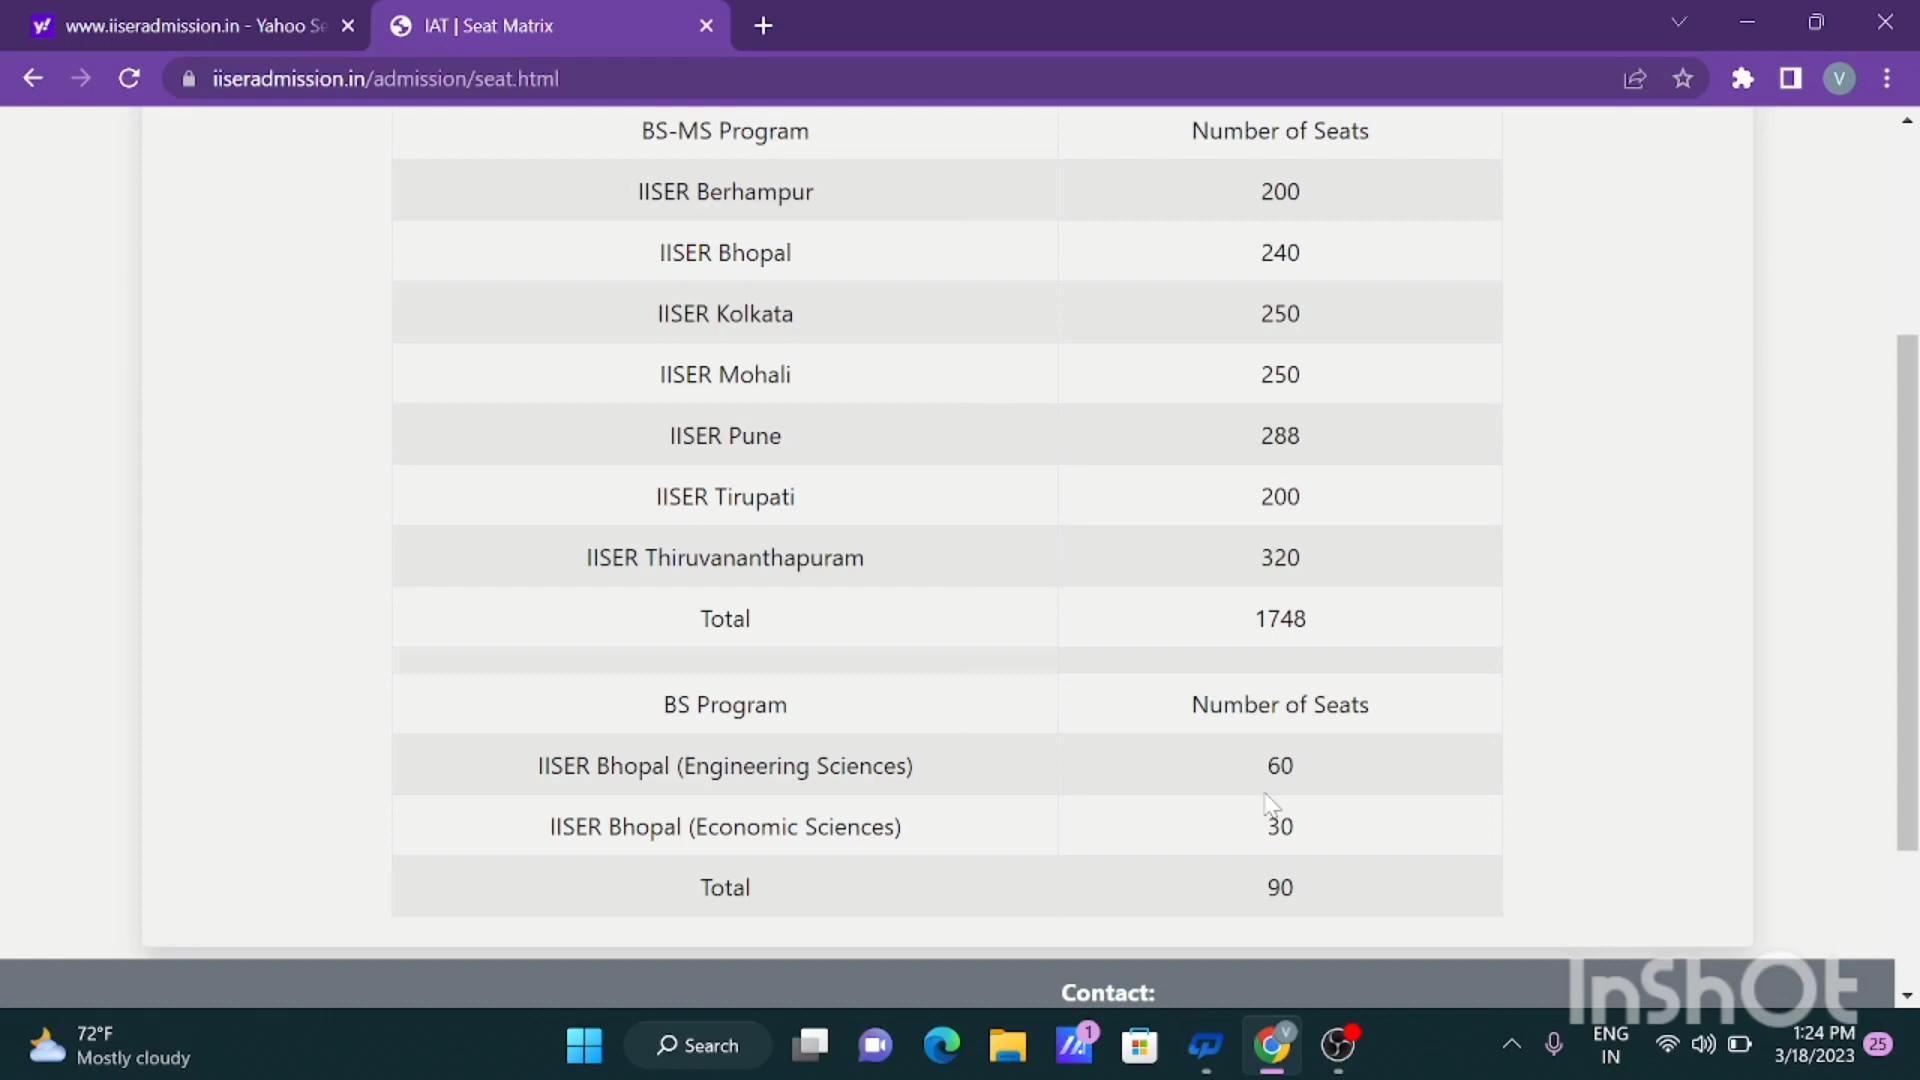 www.iiseradmission.in - Yahoo Se
IAT | Seat Matrix
iiseradmission.in/admission/seat.html
V
BS-MS Program Number of Seats
IISER Berhampur 200
IISER Bhopal 240
IISER Kolkata 250
IISER Mohali 250
IISER Pune 288
IISER Tirupati 200
IISER Thiruvananthapuram 320
Total 1748
BS Program Number of Seats
IISER Bhopal (Engineering Sciences) 60
IISER Bhopal (Economic Sciences) 30
Total 90
Contact:
InShOt
72°F
Mostly cloudy
Search
1
V
ENG
IN
1:24 PM
3/18/2023
25